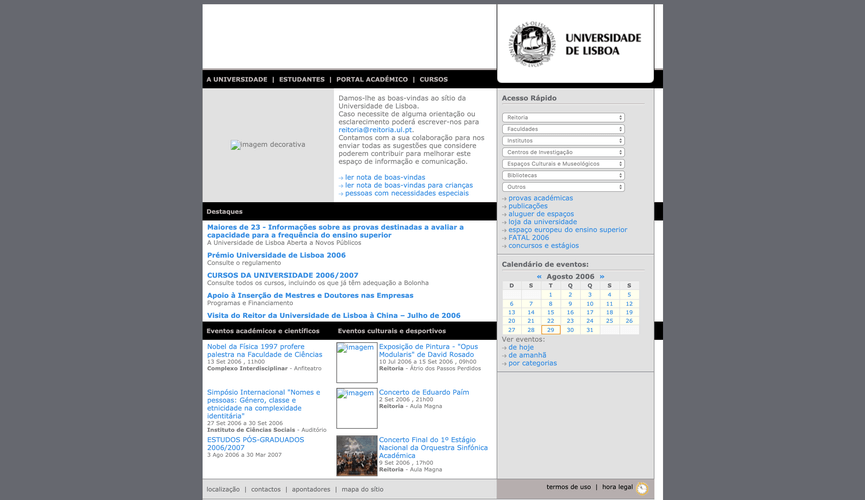 UNIVERSIDADE
DE LISBOA
A UNIVERSIDADE | ESTUDANTES | PORTAL ACADÉMICO | CURSOS
imagem decorativa
Damos-lhe as boas-vindas ao sítio da
Universidade de Lisboa.
Caso necessite de alguma orientação ou
esclarecimento poderá escrever-nos para
reitoria@reitoria.ul.pt.
Contamos com a sua colaboração para nos
enviar todas as sugestões que considere
poderem contribuir para melhorar este
espaço de informação e comunicação.
ler nota de boas-vindas
ler nota de boas-vindas para crianças
pessoas com necessidades especiais
Acesso Rápido
Reitoria
Faculdades
Institutos
Centros de Investigação
Espaços Culturais e Museológicos
Bibliotecas
Outros
provas académicas
publicações
aluguer de espaços
loja da universidade
espaço europeu do ensino superior
FATAL 2006
concursos e estágios
Destaques
Maiores de 23 - Informações sobre as provas destinadas a avaliar a
capacidade para a frequência do ensino superior
A Universidade de Lisboa Aberta a Novos Públicos
Prémio Universidade de Lisboa 2006
Consulte o regulamento
CURSOS DA UNIVERSIDADE 2006/2007
Consulte todos os cursos, incluindo os que já têm adequação a Bolonha
Apoio à Inserção de Mestres e Doutores nas Empresas
Programas e Financiamento
Visita do Reitor da Universidade de Lisboa à China – Julho de 2006
Calendário de eventos:
« Agosto 2006 »
D S T Q Q S S
1 2 3 4 5
6 7 8 9 10 11 12
13 14 15 16 17 18 19
20 21 22 23 24 25 26
27 28 29 30 31
Ver eventos:
de hoje
de amanhã
por categorias
Eventos académicos e científicos
Nobel da Física 1997 profere
palestra na Faculdade de Ciências
13 Set 2006 , 11h00
Complexo Interdisciplinar - Anfiteatro
Simpósio Internacional "Nomes e
pessoas: Género, classe e
etnicidade na complexidade
identitária"
27 Set 2006 a 30 Set 2006
Instituto de Ciências Sociais - Auditório
ESTUDOS PÓS-GRADUADOS
2006/2007
3 Ago 2006 a 30 Mar 2007
Eventos culturais e desportivos
imagem
Exposição de Pintura - "Opus
Modularis" de David Rosado
10 Jul 2006 a 15 Set 2006 , 09h00
Reitoria - Átrio dos Passos Perdidos
imagem
Concerto de Eduardo Paím
2 Set 2006 , 21h00
Reitoria - Aula Magna
Concerto Final do 1º Estágio
Nacional da Orquestra Sinfónica
Académica
9 Set 2006 , 17h00
Reitoria - Aula Magna
localização | contactos | apontadores | mapa do sítio
termos de uso | hora legal